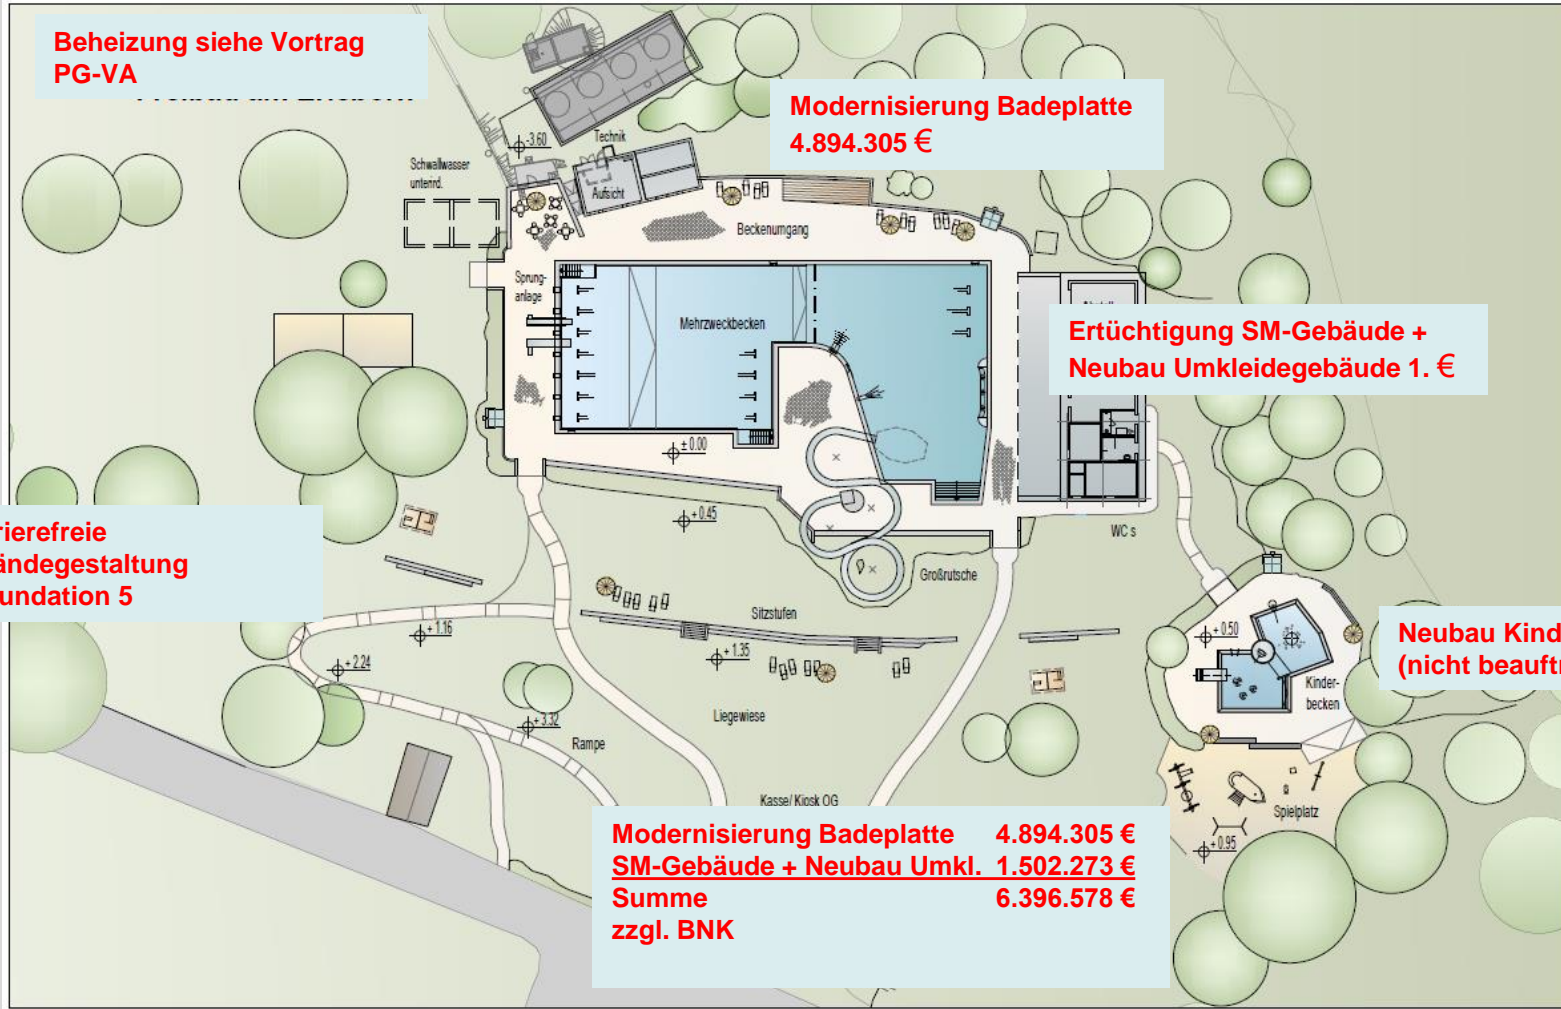 Beheizung siehe Vortrag
PG-VA
Modernisierung Badeplatte
4.894.305 €
-3.60
Technik
Schwallwasser
unterird.
Aufsicht
Beckenumgang
Sprung-
anlage
Mehrzweckbecken
Ertüchtigung SM-Gebäude +
Neubau Umkleidegebäude 1. €
± 0.00
+ 0.45
WC s
rierefreie
ändegestaltung
undation 5
Großrutsche
Sitzstufen
+ 1.16
+ 1.35
+ 2.24
+ 0.50
Neubau Kind
(nicht beauftr
Kinder-
becken
Liegewiese
+ 3.32
Rampe
Kasse/ Kiosk OG
Spielplatz
+ 0.95
Modernisierung Badeplatte 4.894.305 €
SM-Gebäude + Neubau Umkl. 1.502.273 €
Summe 6.396.578 €
zzgl. BNK